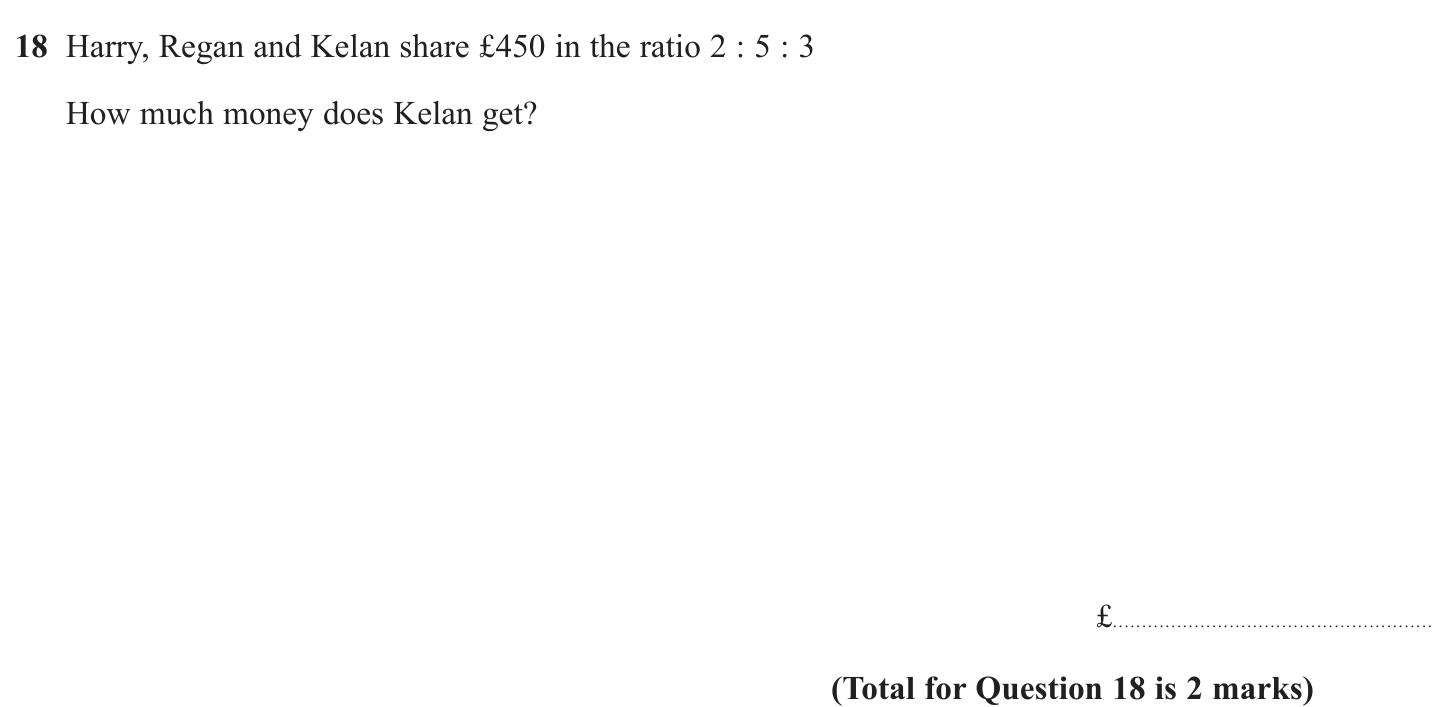 18 Harry, Regan and Kelan share £450 in the ratio 2 : 5 : 3
How much money does Kelan get?
£..............................................................
(Total for Question 18 is 2 marks)